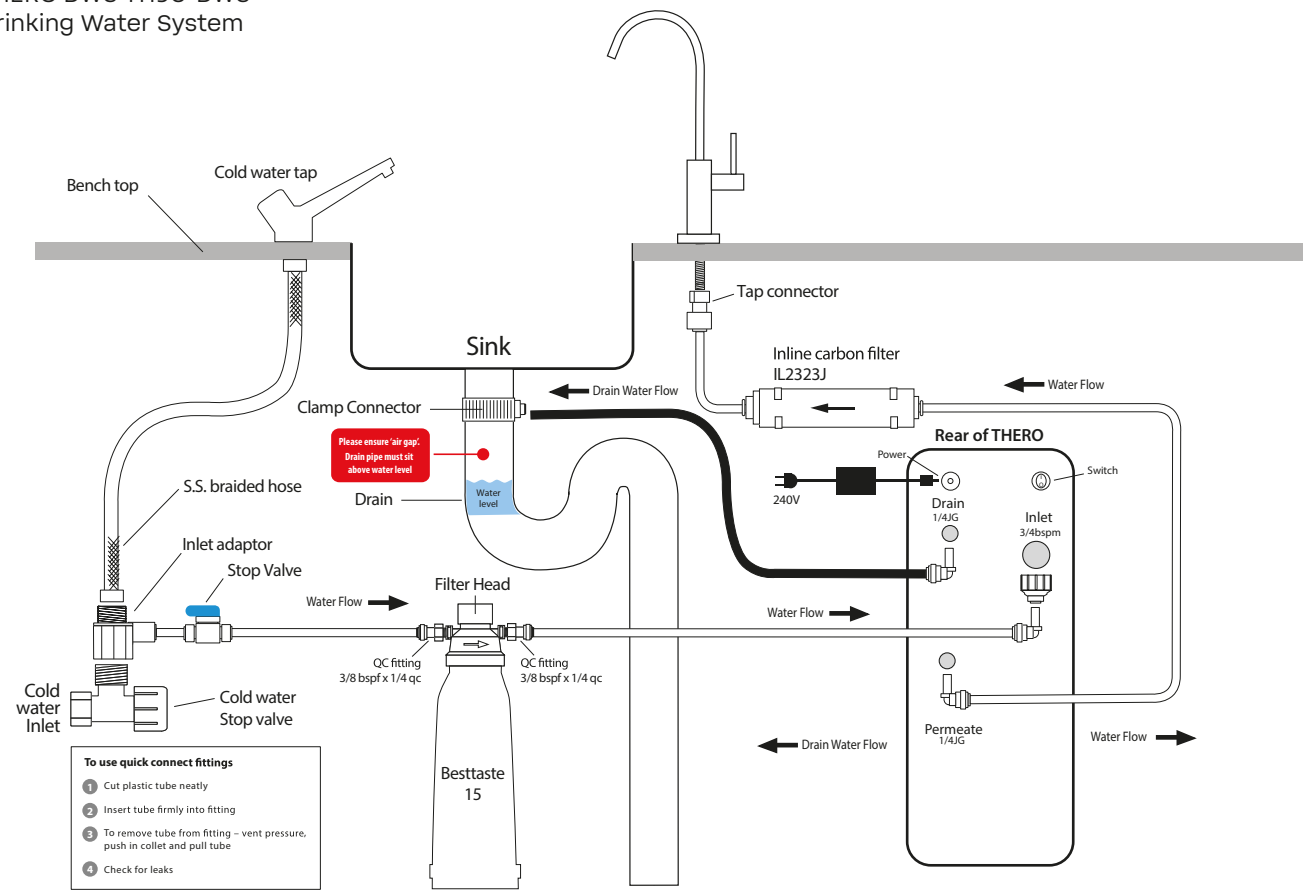 Drinking Water System
Cold water tap
Bench top
Tap connector
Sink
Inline carbon filter
IL2323J
Drain Water Flow
Water Flow
Clamp Connector
Please ensure ‘air gap’.
Drain pipe must sit
above water level
Rear of THERO
Power
Switch
S.S. braided hose
Drain
Water
level
240V
Drain
1/4JG
Inlet
3/4bspm
Inlet adaptor
Stop Valve
Filter Head
Water Flow
Water Flow
QC fitting
3/8 bspf x 1/4 qc
QC fitting
3/8 bspf x 1/4 qc
Cold
water
Inlet
Cold water
Stop valve
Permeate
1/4JG
Drain Water Flow
Water Flow
Besttaste
15
To use quick connect fittings
1 Cut plastic tube neatly
2 Insert tube firmly into fitting
3 To remove tube from fitting – vent pressure,
push in collet and pull tube
4 Check for leaks